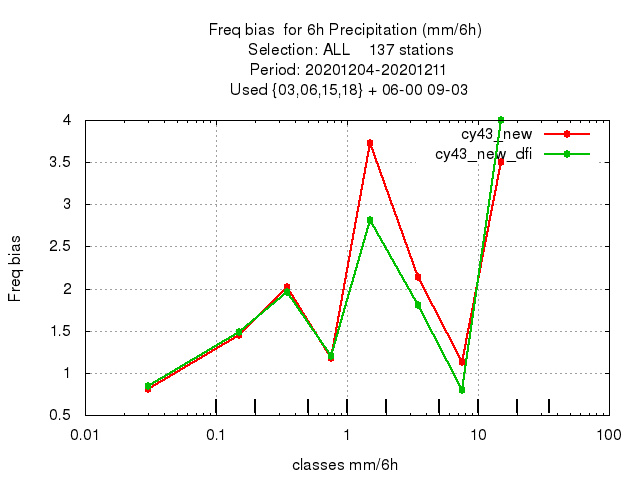 Freq bias  for 6h Precipitation (mm/6h)
Selection: ALL    137 stations
Period: 20201204-20201211
Used {03,06,15,18} + 06-00 09-03
cy43_new
cy43_new_dfi
4
3.5
3
2.5
2
1.5
1
0.5
Freq bias
0.01 0.1 1 10 100
classes mm/6h